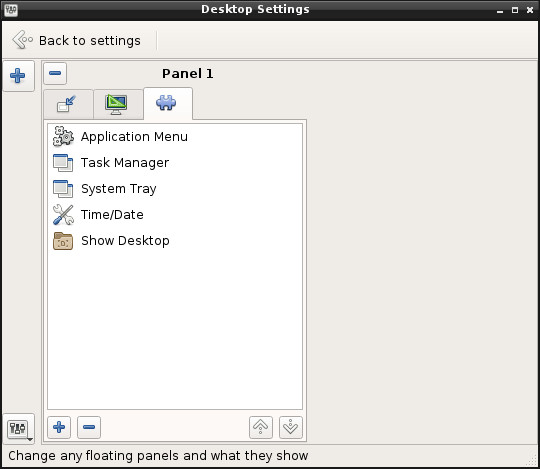 Desktop Settings
Back to settings
Panel 1
Application Menu
Task Manager
System Tray
Time/Date
Show Desktop
Change any floating panels and what they show